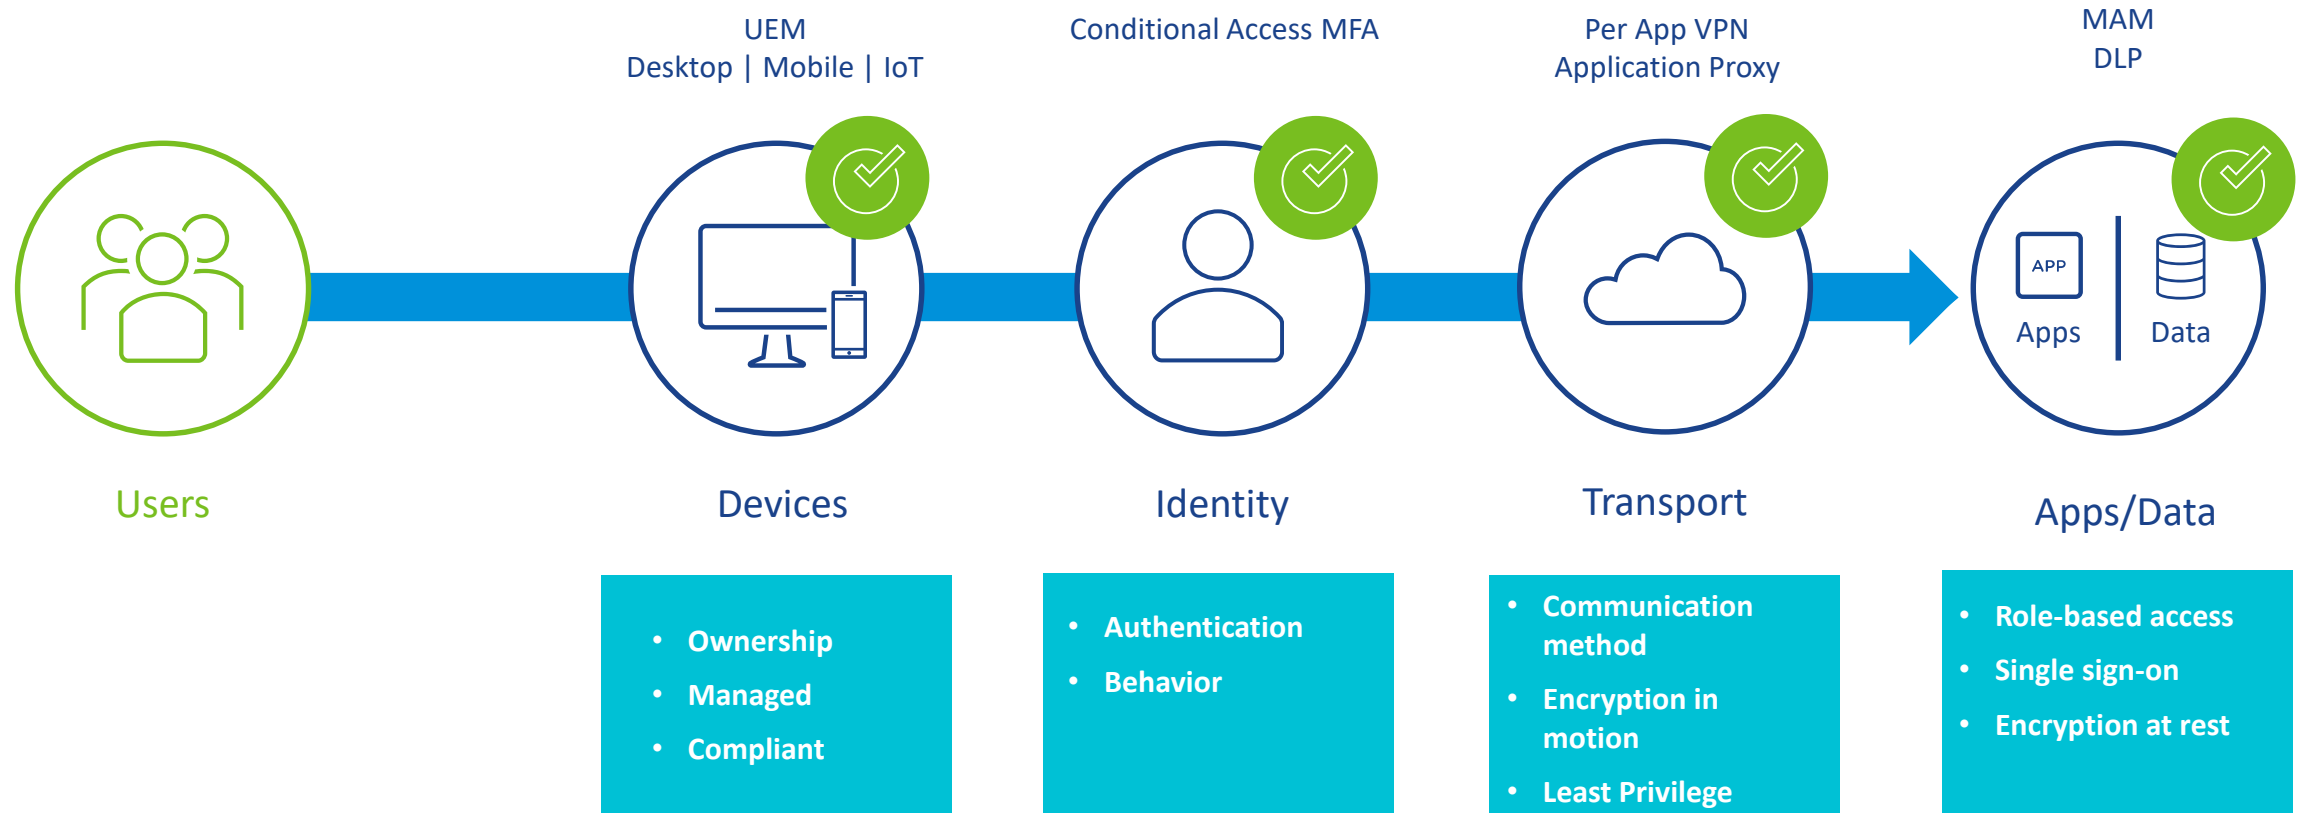 UEM
Desktop | Mobile | IoT
Conditional Access MFA
Per App VPN
Application Proxy
MAM
DLP
APP
Apps
Data
Users
Devices
Identity
Transport
Apps/Data
• Ownership
• Managed
• Compliant
• Authentication
• Behavior
• Communication
method
• Encryption in
motion
• Least Privilege
• Role-based access
• Single sign-on
• Encryption at rest